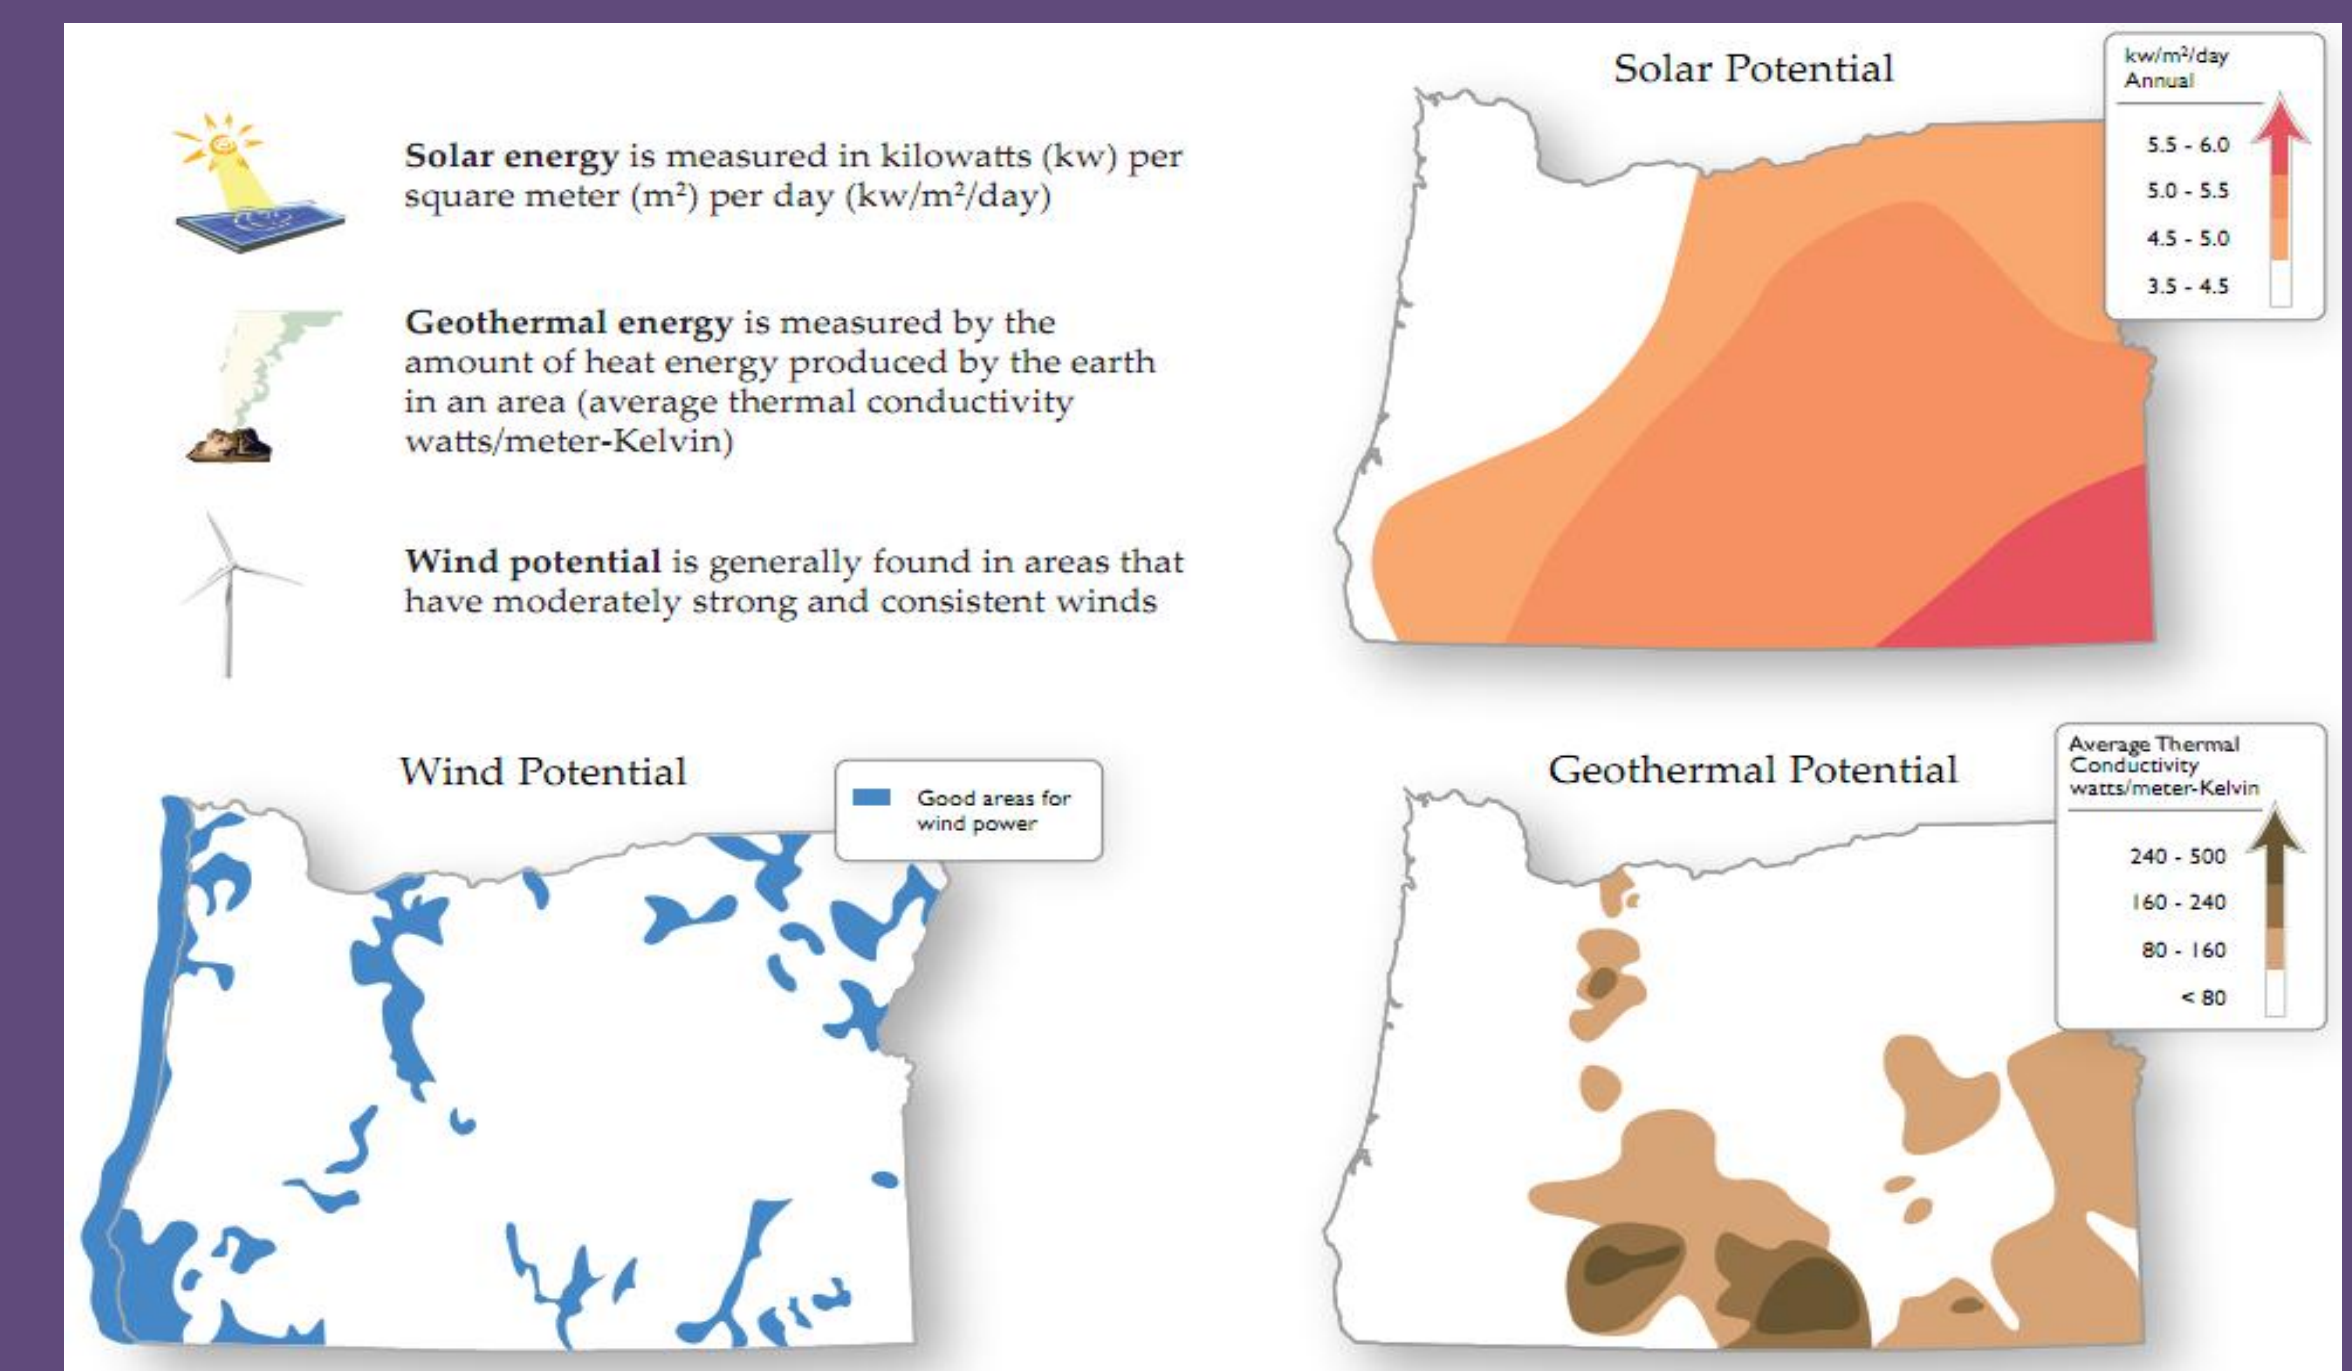 Solar energy is measured in kilowatts (kw) per
square meter (m²) per day (kw/m²/day)
Geothermal energy is measured by the
amount of heat energy produced by the earth
in an area (average thermal conductivity
watts/meter-Kelvin)
Wind potential is generally found in areas that
have moderately strong and consistent winds
Solar Potential
kw/m²/day
Annual
5.5 - 6.0
5.0 - 5.5
4.5 - 5.0
3.5 - 4.5
Wind Potential
Good areas for
wind power
Geothermal Potential
Average Thermal
Conductivity
watts/meter-Kelvin
240 - 500
160 - 240
80 - 160
< 80